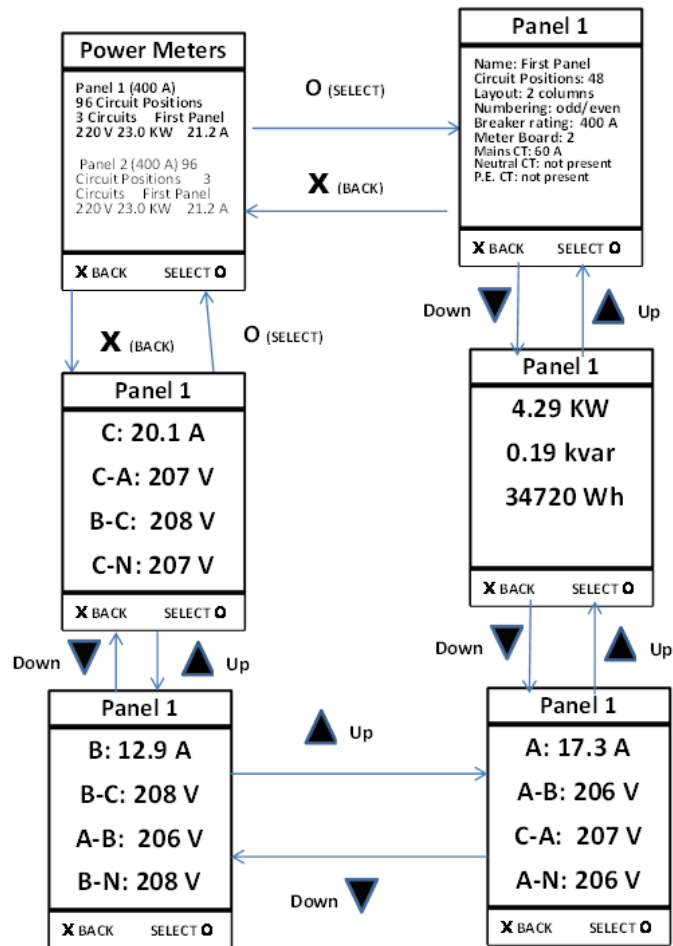 Power Meters
Panel 1 (400 A)
96 Circuit Positions
3 Circuits First Panel
220 V 23.0 KW 21.2 A
Panel 2 (400 A) 96
Circuit Positions 3
Circuits First Panel
220 V 23.0 KW 21.2 A
X BACK SELECT O
O (SELECT)
X (BACK)
Panel 1
Name: First Panel
Circuit Positions: 48
Layout: 2 columns
Numbering: odd/even
Breaker rating: 400 A
Meter Board: 2
Mains CT: 60 A
Neutral CT: not present
P.E. CT: not present
X BACK SELECT O
Down Up
X (BACK) O (SELECT)
Panel 1
C: 20.1 A
C-A: 207 V
B-C: 208 V
C-N: 207 V
X BACK SELECT O
Panel 1
4.29 KW
0.19 kvar
34720 Wh
X BACK SELECT O
Down Up
Down Up
Panel 1
B: 12.9 A
B-C: 208 V
A-B: 206 V
B-N: 208 V
X BACK SELECT O
Up
Down
Panel 1
A: 17.3 A
A-B: 206 V
C-A: 207 V
A-N: 206 V
X BACK SELECT O